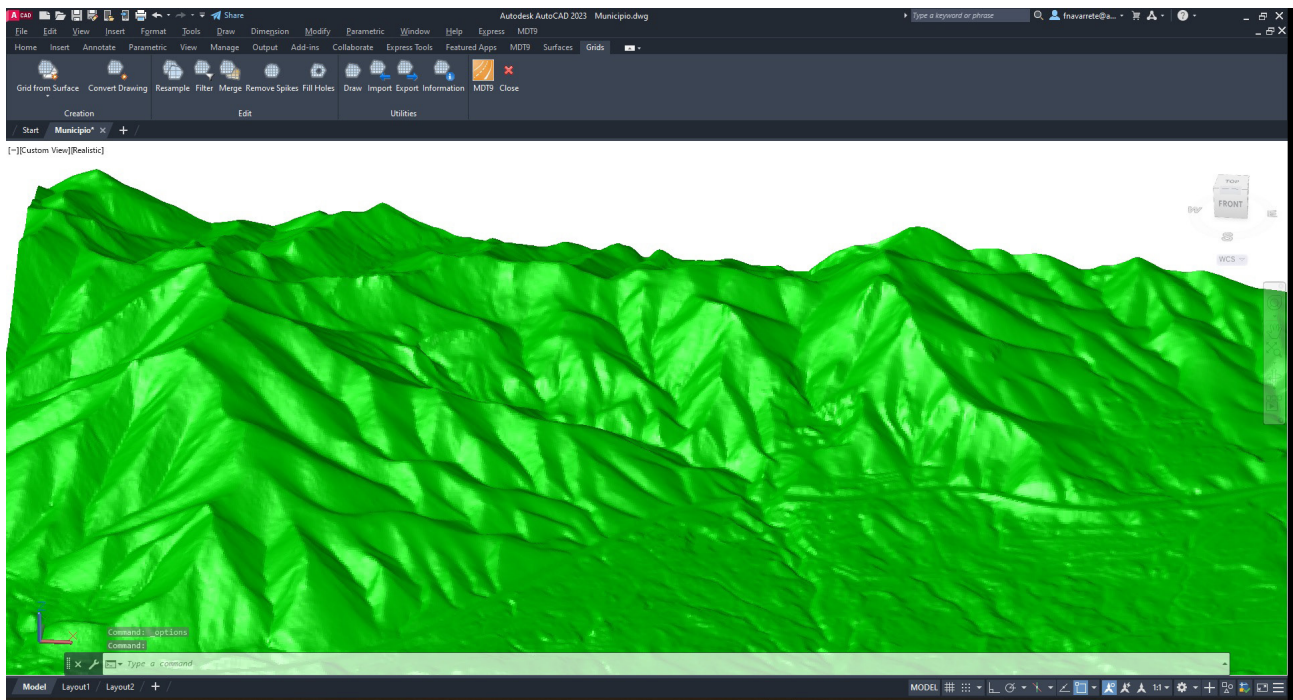 A CAD Share Autodesk AutoCAD 2023 Municipio.dwg Type a keyword or phrase fnavarrete@a...
File Edit View Insert Format Tools Draw Dimension Modify Parametric Window Help Express MDT9
Home Insert Annotate Parametric View Manage Output Add-ins Collaborate Express Tools Featured Apps MDT9 Surfaces Grids
Grid from Surface Convert Drawing Resample Filter Merge Remove Spikes Fill Holes Draw Import Export Information MDT9 Close
Creation Edit Utilities
Start Municipio*
[−][Custom View][Realistic]
TOP
FRONT
WCS
Command: _options
Command:
Type a command
Model Layout1 Layout2 MODEL 1:1